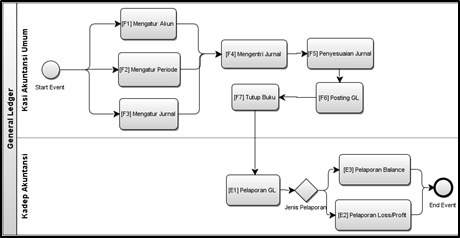 General Ledger
Kasi Akuntansi Umum
Start Event
[F1] Mengatur Akun
[F2] Mengatur Periode
[F3] Mengatur Jurnal
[F4] Mengentri Jurnal
[F5] Penyesuaian Jurnal
[F6] Posting GL
[F7] Tutup Buku
Kadep Akuntansi
[E1] Pelaporan GL
Jenis Pelaporan
[E3] Pelaporan Balance
[E2] Pelaporan Loss/Profit
End Event